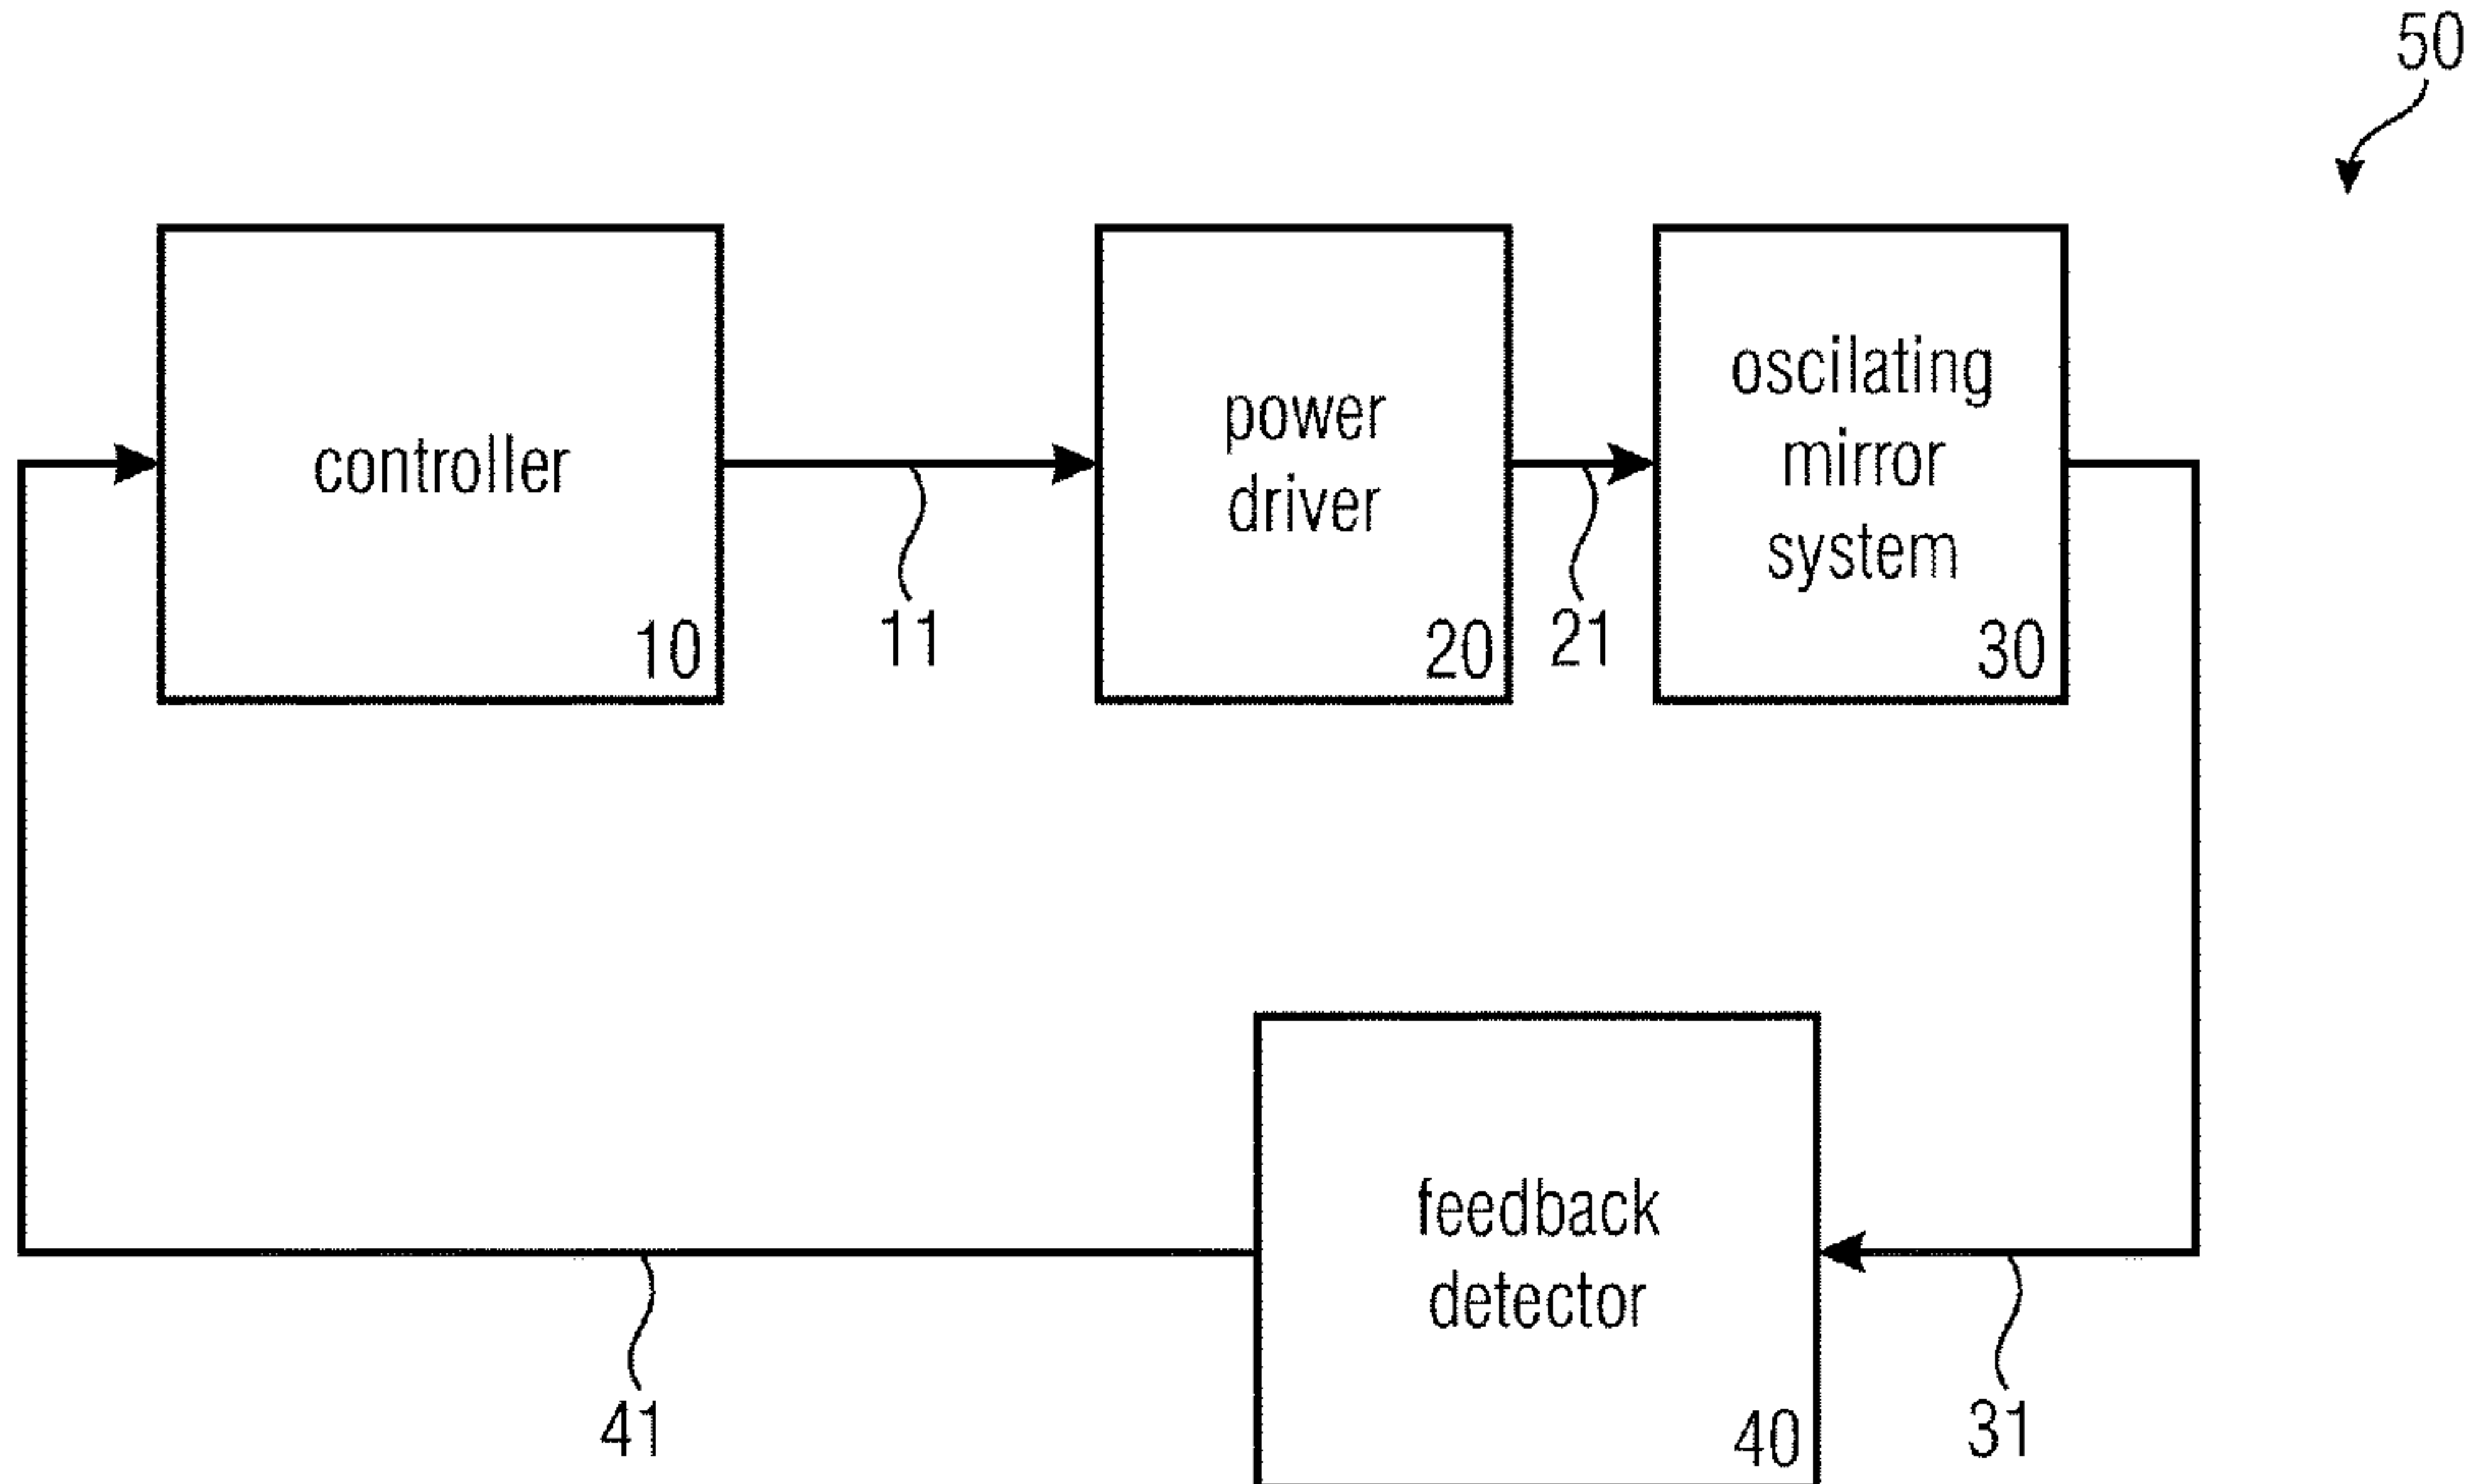 50
controller
10
11
power
driver
20
21
oscilating
mirror
system
30
feedback
detector
40
41
31